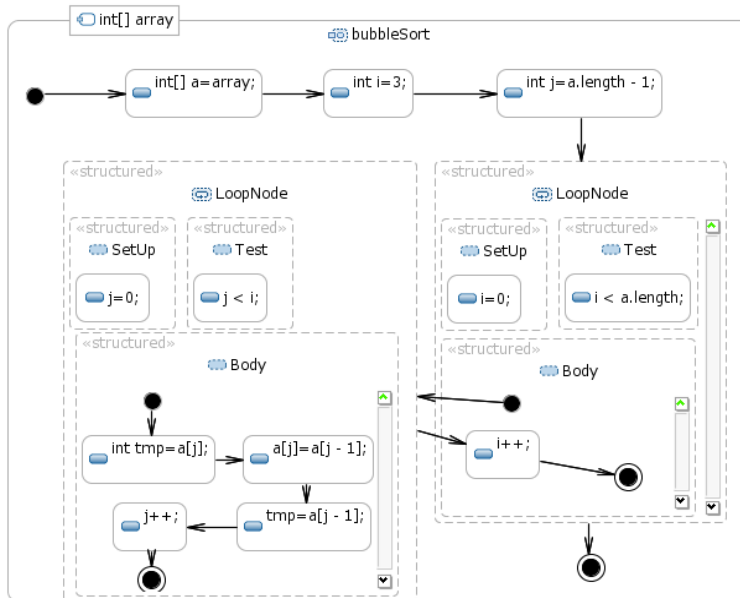 int[] array
bubbleSort
int[] a=array;
int i=3;
int j=a.length - 1;
«structured»
LoopNode
«structured»
SetUp
j=0;
«structured»
Test
j < i;
«structured»
Body
int tmp=a[j];
a[j]=a[j - 1];
tmp=a[j - 1];
j++;
«structured»
LoopNode
«structured»
SetUp
i=0;
«structured»
Test
i < a.length;
«structured»
Body
i++;